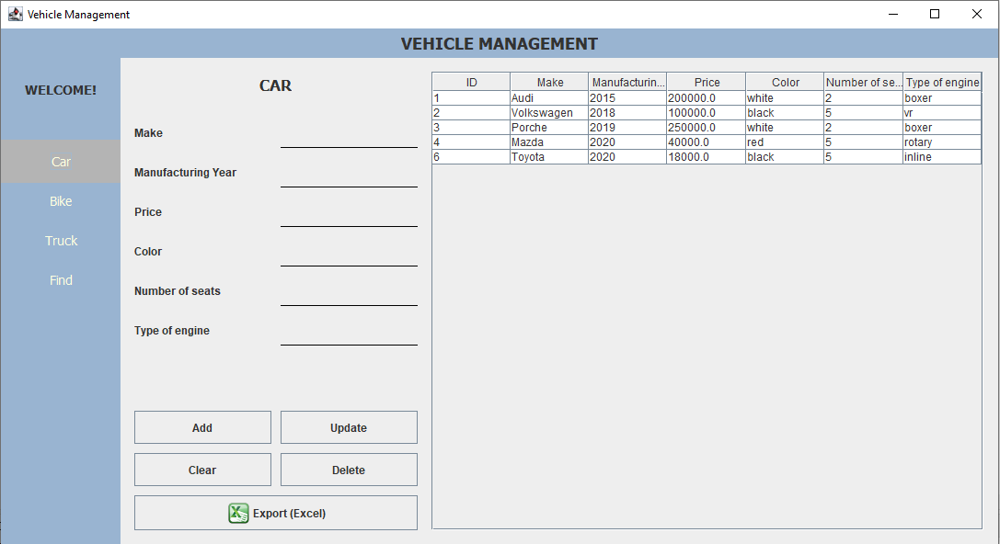 Vehicle Management
VEHICLE MANAGEMENT
WELCOME!
Car
Bike
Truck
Find
CAR
Make
Manufacturing Year
Price
Color
Number of seats
Type of engine
Add Update
Clear Delete
Export (Excel)
ID Make Manufacturin... Price Color Number of se... Type of engine
1 Audi 2015 200000.0 white 2 boxer
2 Volkswagen 2018 100000.0 black 5 vr
3 Porche 2019 250000.0 white 2 boxer
4 Mazda 2020 40000.0 red 5 rotary
6 Toyota 2020 18000.0 black 5 inline